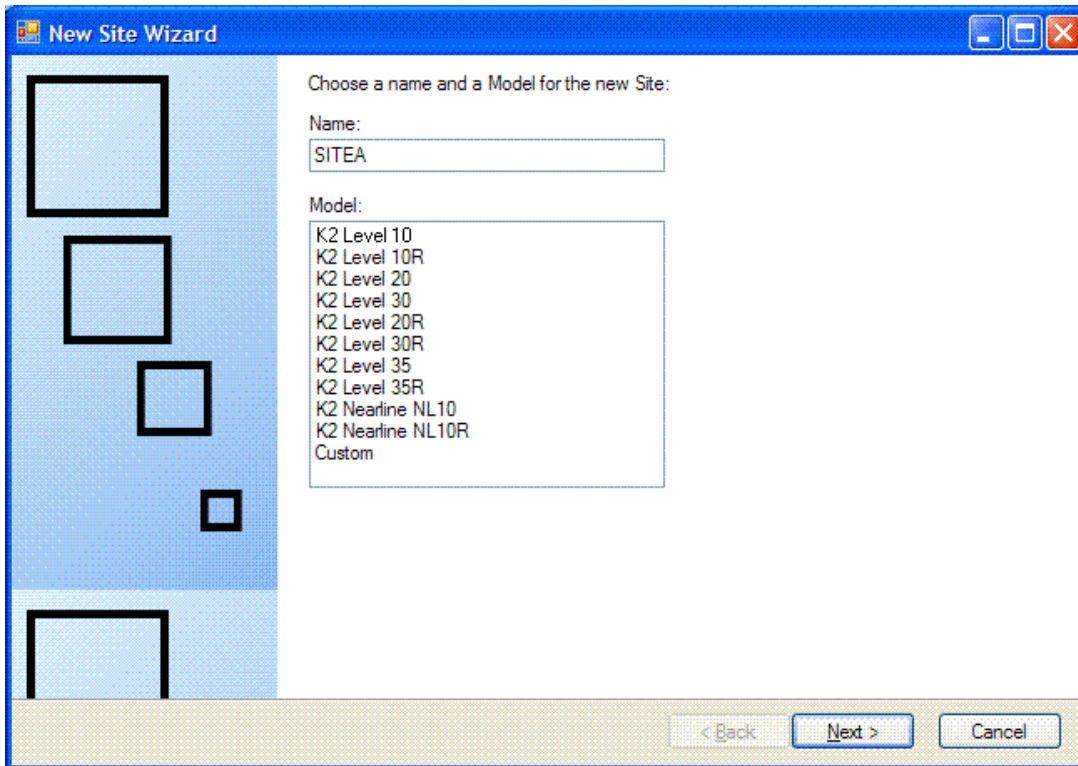 New Site Wizard
Choose a name and a Model for the new Site:
Name:
SITEA
Model:
K2 Level 10
K2 Level 10R
K2 Level 20
K2 Level 30
K2 Level 20R
K2 Level 30R
K2 Level 35
K2 Level 35R
K2 Nearline NL10
K2 Nearline NL10R
Custom
< Back
Next >
Cancel